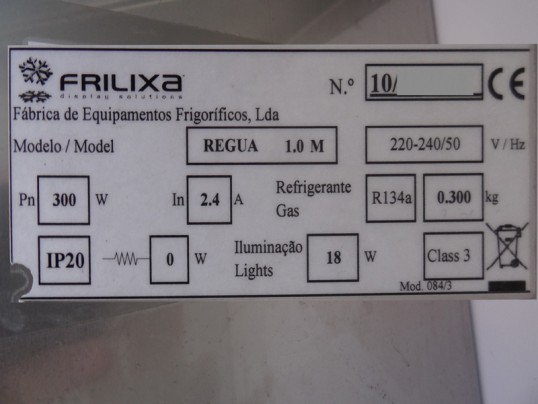 FRILIXa
display solutions
N.º 10/
CE
Fábrica de Equipamentos Frigoríficos, Lda
Modelo / Model REGUA 1.0 M 220-240/50 V / Hz
Pn 300 W In 2.4 A Refrigerante Gas R134a 0.300 kg
IP20 0 W Iluminação Lights 18 W Class 3
Mod. 084/3